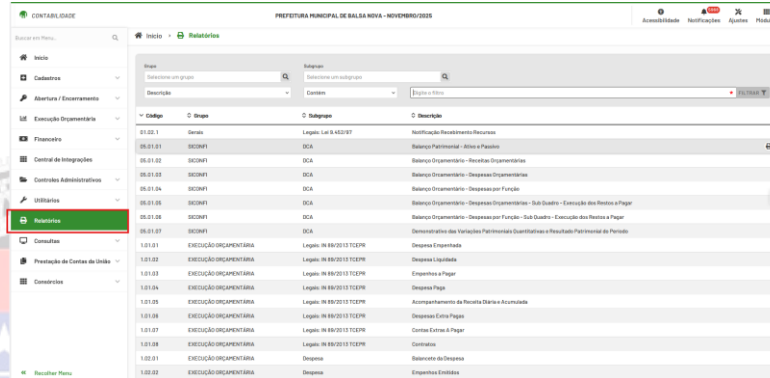 CONTABILIDADE
PREFEITURA MUNICIPAL DE BALSA NOVA - NOVEMBRO/2025
Acessibilidade Notificações Ajustes Módul
Buscar em Menu.
Início > Relatórios
Início
Cadastros
Abertura / Encerramento
Execução Orçamentária
Financeiro
Central de Integrações
Controles Administrativos
Utilitários
Relatórios
Consultas
Prestação de Contas da União
Consórcios
Recolher Menu
Grupo Subgrupo
Selecione um grupo Selecione um subgrupo
Descrição Contém Digite o filtro FILTRAR
Código Grupo Subgrupo Descrição
01.02.1 Gerais Legais: Lei 9.452/97 Notificação Recebimento Recursos
05.01.01 SICONFI DCA Balanço Patrimonial - Ativo e Passivo
05.01.02 SICONFI DCA Balanço Orçamentário - Receitas Orçamentárias
05.01.03 SICONFI DCA Balanço Orçamentário - Despesas Orçamentárias
05.01.04 SICONFI DCA Balanço Orçamentário - Despesas por Função
05.01.05 SICONFI DCA Balanço Orçamentário - Despesas Orçamentárias - Sub Quadro - Execução dos Restos a Pagar
05.01.06 SICONFI DCA Balanço Orçamentário - Despesas por Função - Sub Quadro - Execução dos Restos a Pagar
05.01.07 SICONFI DCA Demonstrativo das Variações Patrimoniais Quantitativas e Resultado Patrimonial do Período
1.01.01 EXECUÇÃO ORÇAMENTÁRIA Legais: IN 89/2013 TCEPR Despesa Empenhada
1.01.02 EXECUÇÃO ORÇAMENTÁRIA Legais: IN 89/2013 TCEPR Despesa Liquidada
1.01.03 EXECUÇÃO ORÇAMENTÁRIA Legais: IN 89/2013 TCEPR Empenhos a Pagar
1.01.04 EXECUÇÃO ORÇAMENTÁRIA Legais: IN 89/2013 TCEPR Despesa Paga
1.01.05 EXECUÇÃO ORÇAMENTÁRIA Legais: IN 89/2013 TCEPR Acompanhamento da Receita Diária e Acumulada
1.01.06 EXECUÇÃO ORÇAMENTÁRIA Legais: IN 89/2013 TCEPR Despesas Extra Pagas
1.01.07 EXECUÇÃO ORÇAMENTÁRIA Legais: IN 89/2013 TCEPR Contas Extras A Pagar
1.01.08 EXECUÇÃO ORÇAMENTÁRIA Legais: IN 89/2013 TCEPR Contratos
1.02.01 EXECUÇÃO ORÇAMENTÁRIA Despesa Balancete da Despesa
1.02.02 EXECUÇÃO ORÇAMENTÁRIA Despesa Empenhos Emitidos